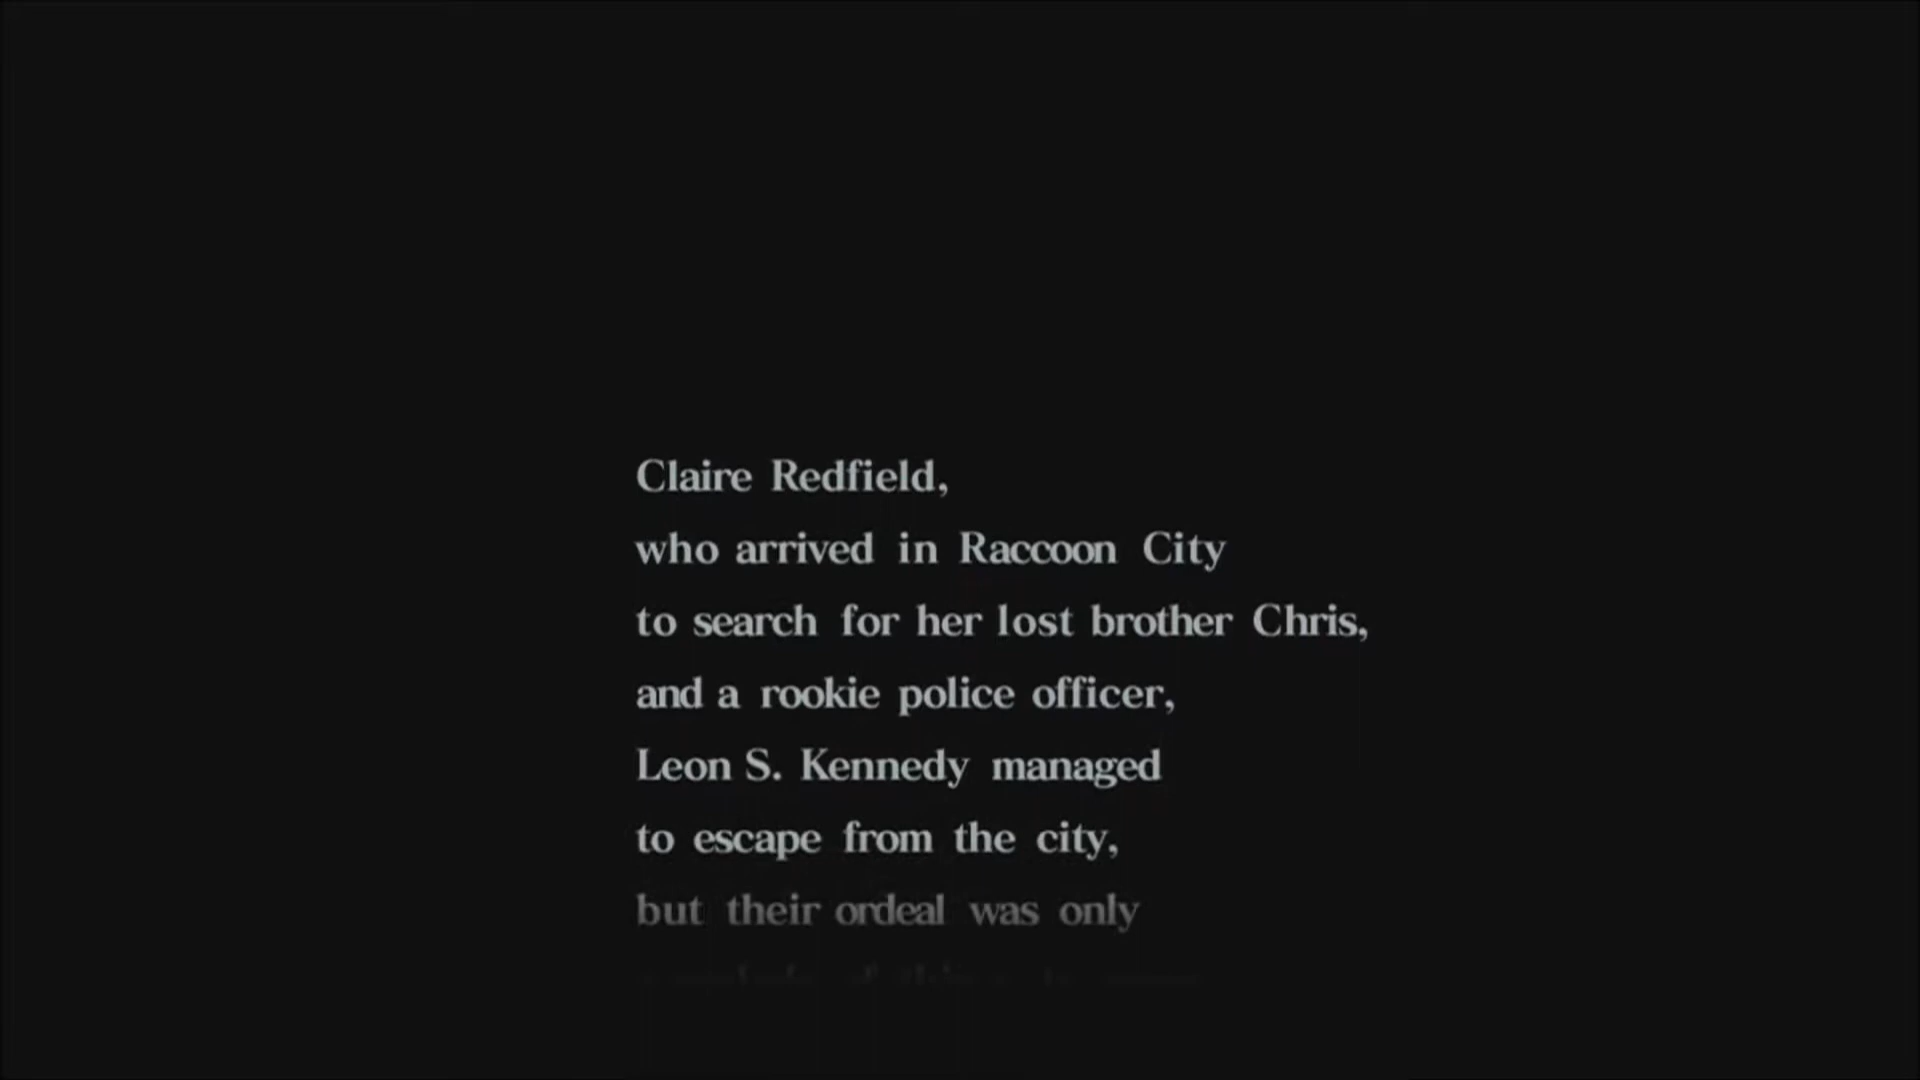 Claire Redfield,
who arrived in Raccoon City
to search for her lost brother Chris,
and a rookie police officer,
Leon S. Kennedy managed
to escape from the city,
but their ordeal was only